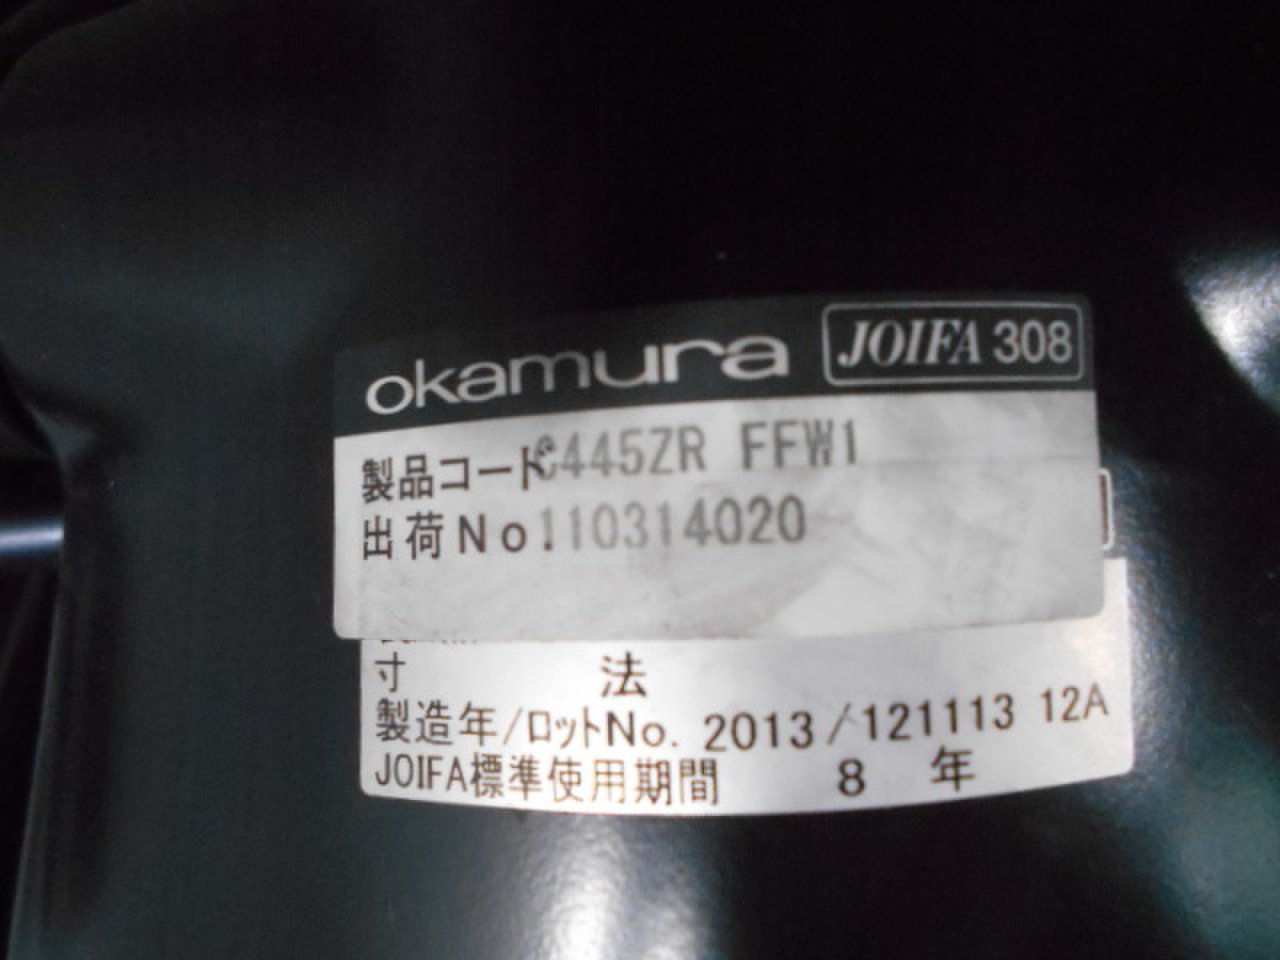 okamura JOIFA 308
製品コード C445ZR FFW1
出荷No.110314020
寸 法
製造年/ロットNo. 2013/121113 12A
JOIFA標準使用期間 8 年